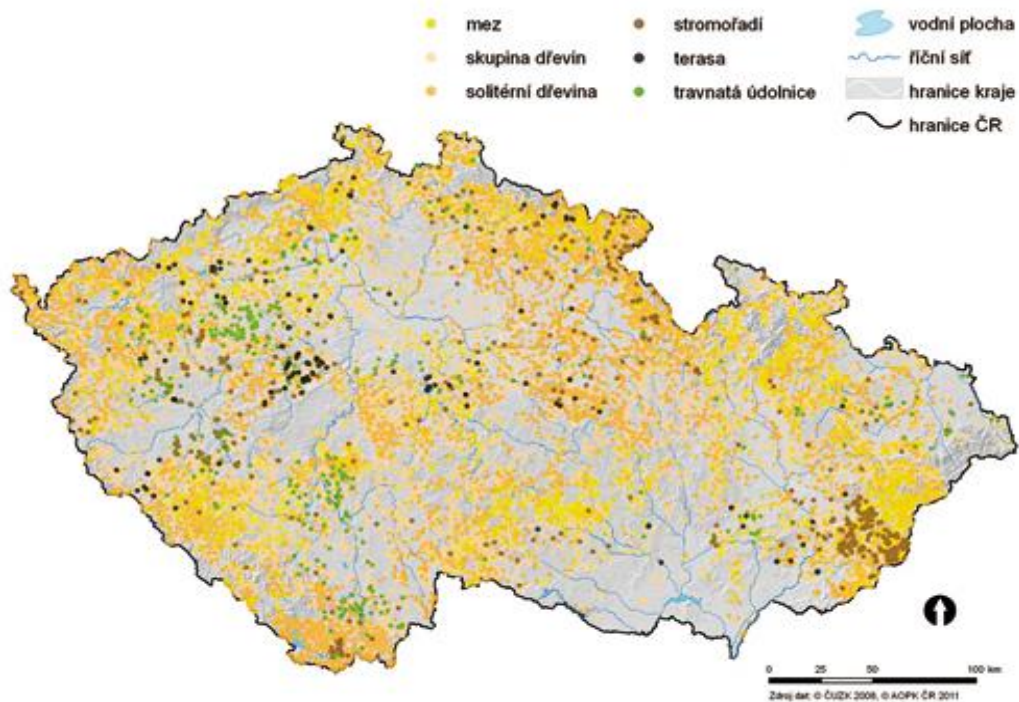 mez
skupina dřevin
solitérní dřevina
stromořadí
terasa
travnatá údolnice
vodní plocha
říční síť
hranice kraje
hranice ČR
0 25 50 100 km
Zdroj dat: © ČUZK 2008, © AOPK ČR 2011